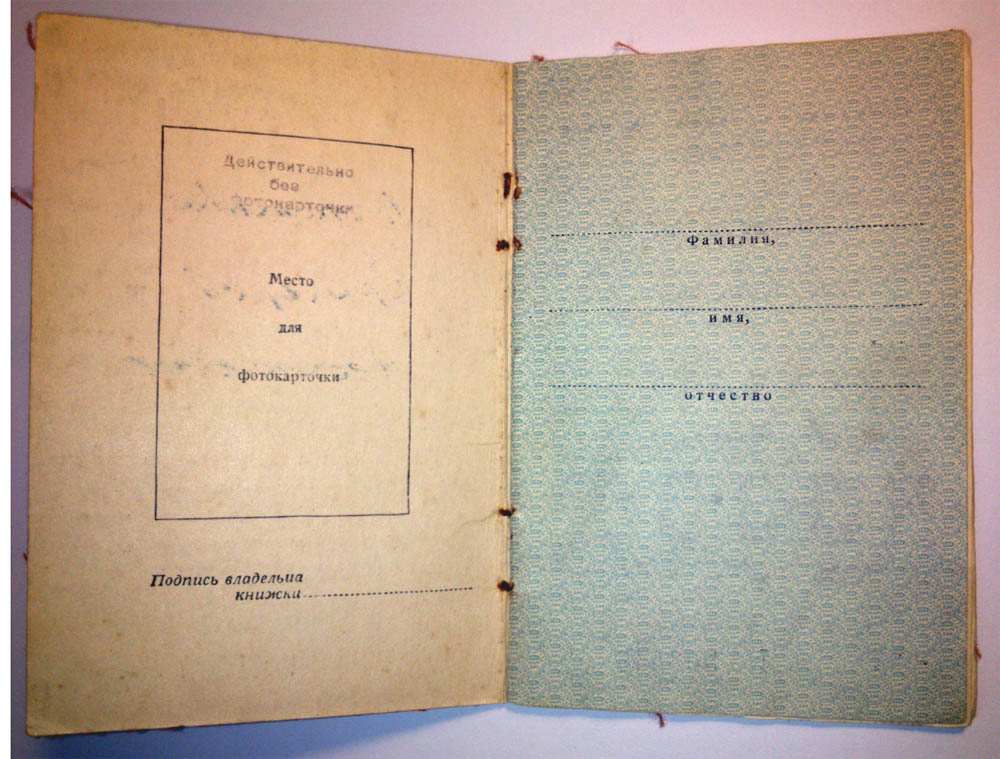 Действительно
без
фотокарточки
Место
для
фотокарточки
Подпись владельца
книжки
Фамилия,
имя,
отчество